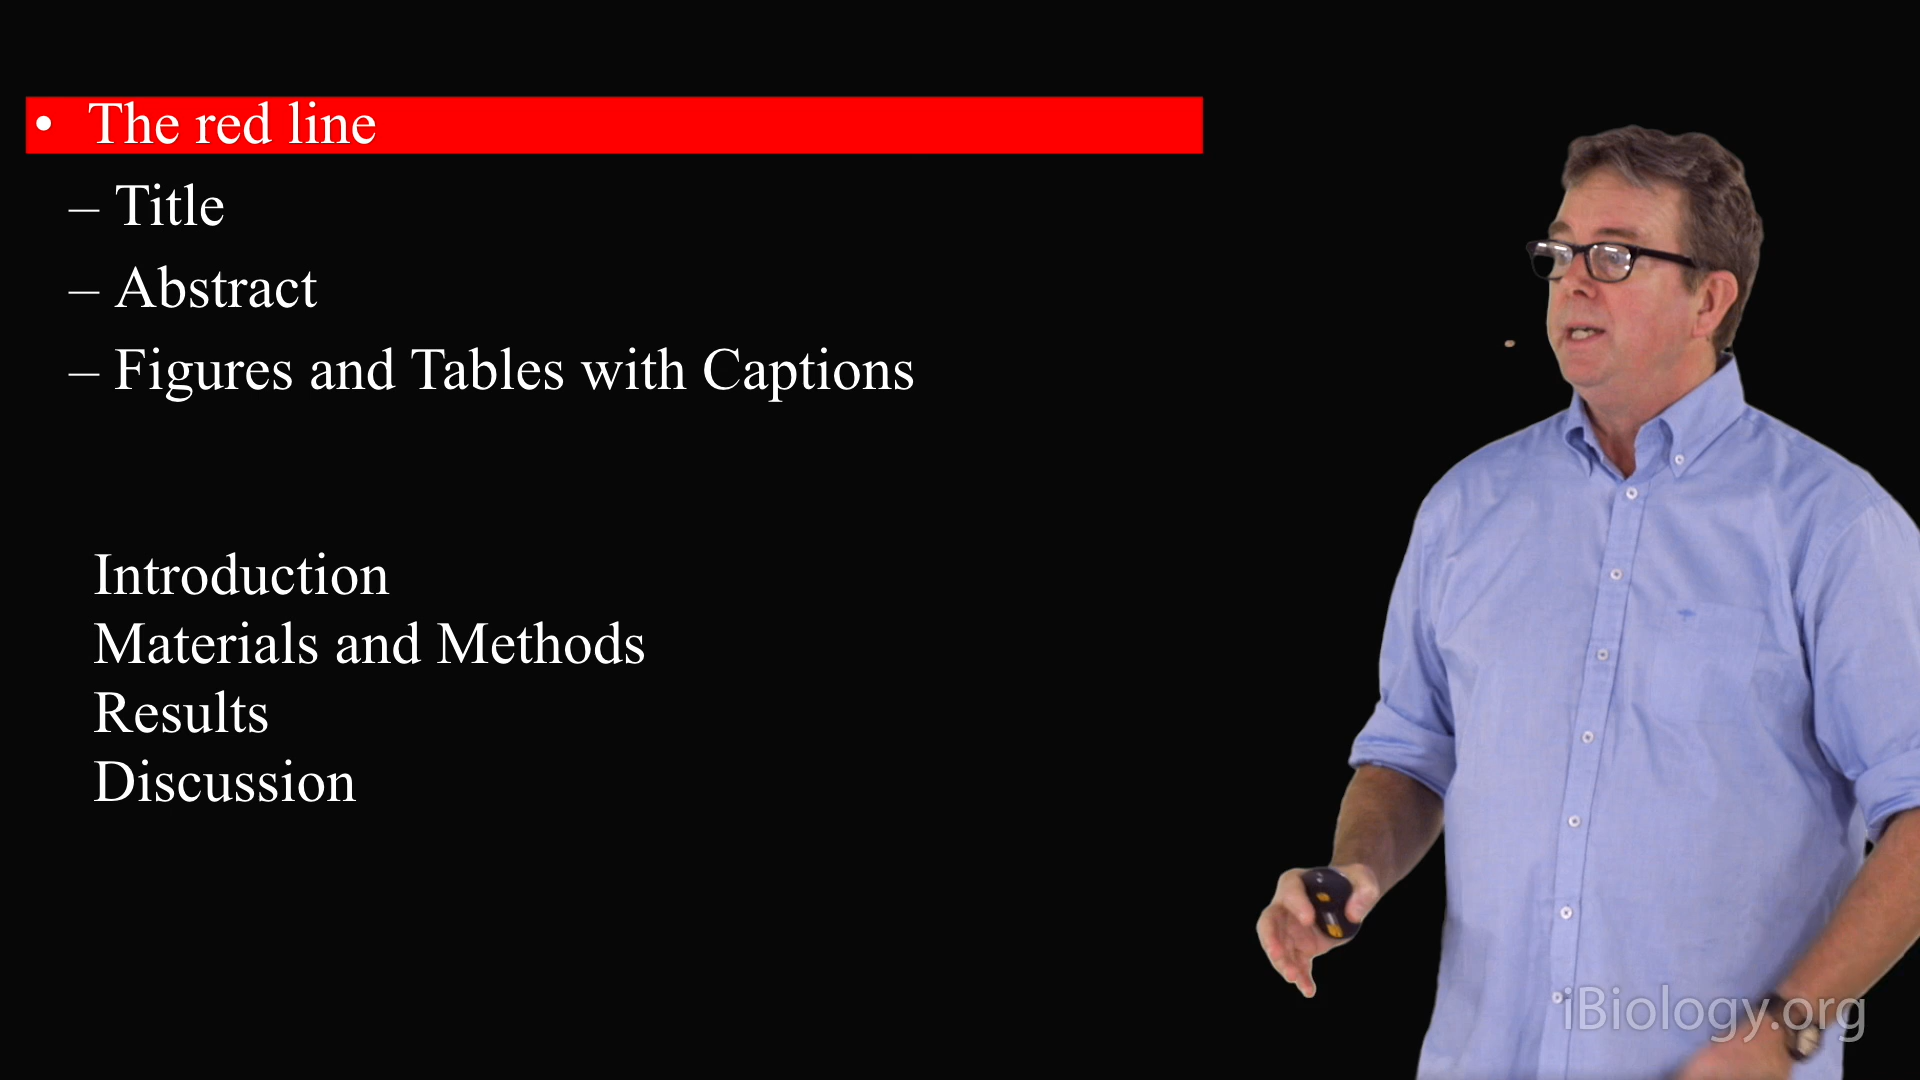 • The red line
– Title
– Abstract
– Figures and Tables with Captions
Introduction
Materials and Methods
Results
Discussion
iBiology.org